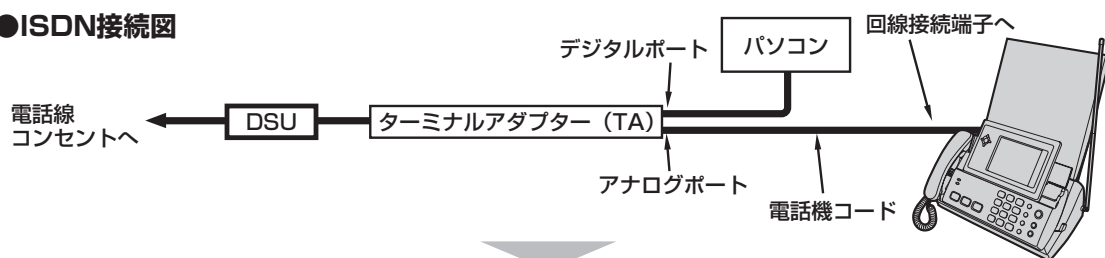 ●ISDN接続図
回線接続端子へ
デジタルポート
パソコン
電話線
コンセントへ
DSU
ターミナルアダプター（TA）
アナログポート
電話機コード